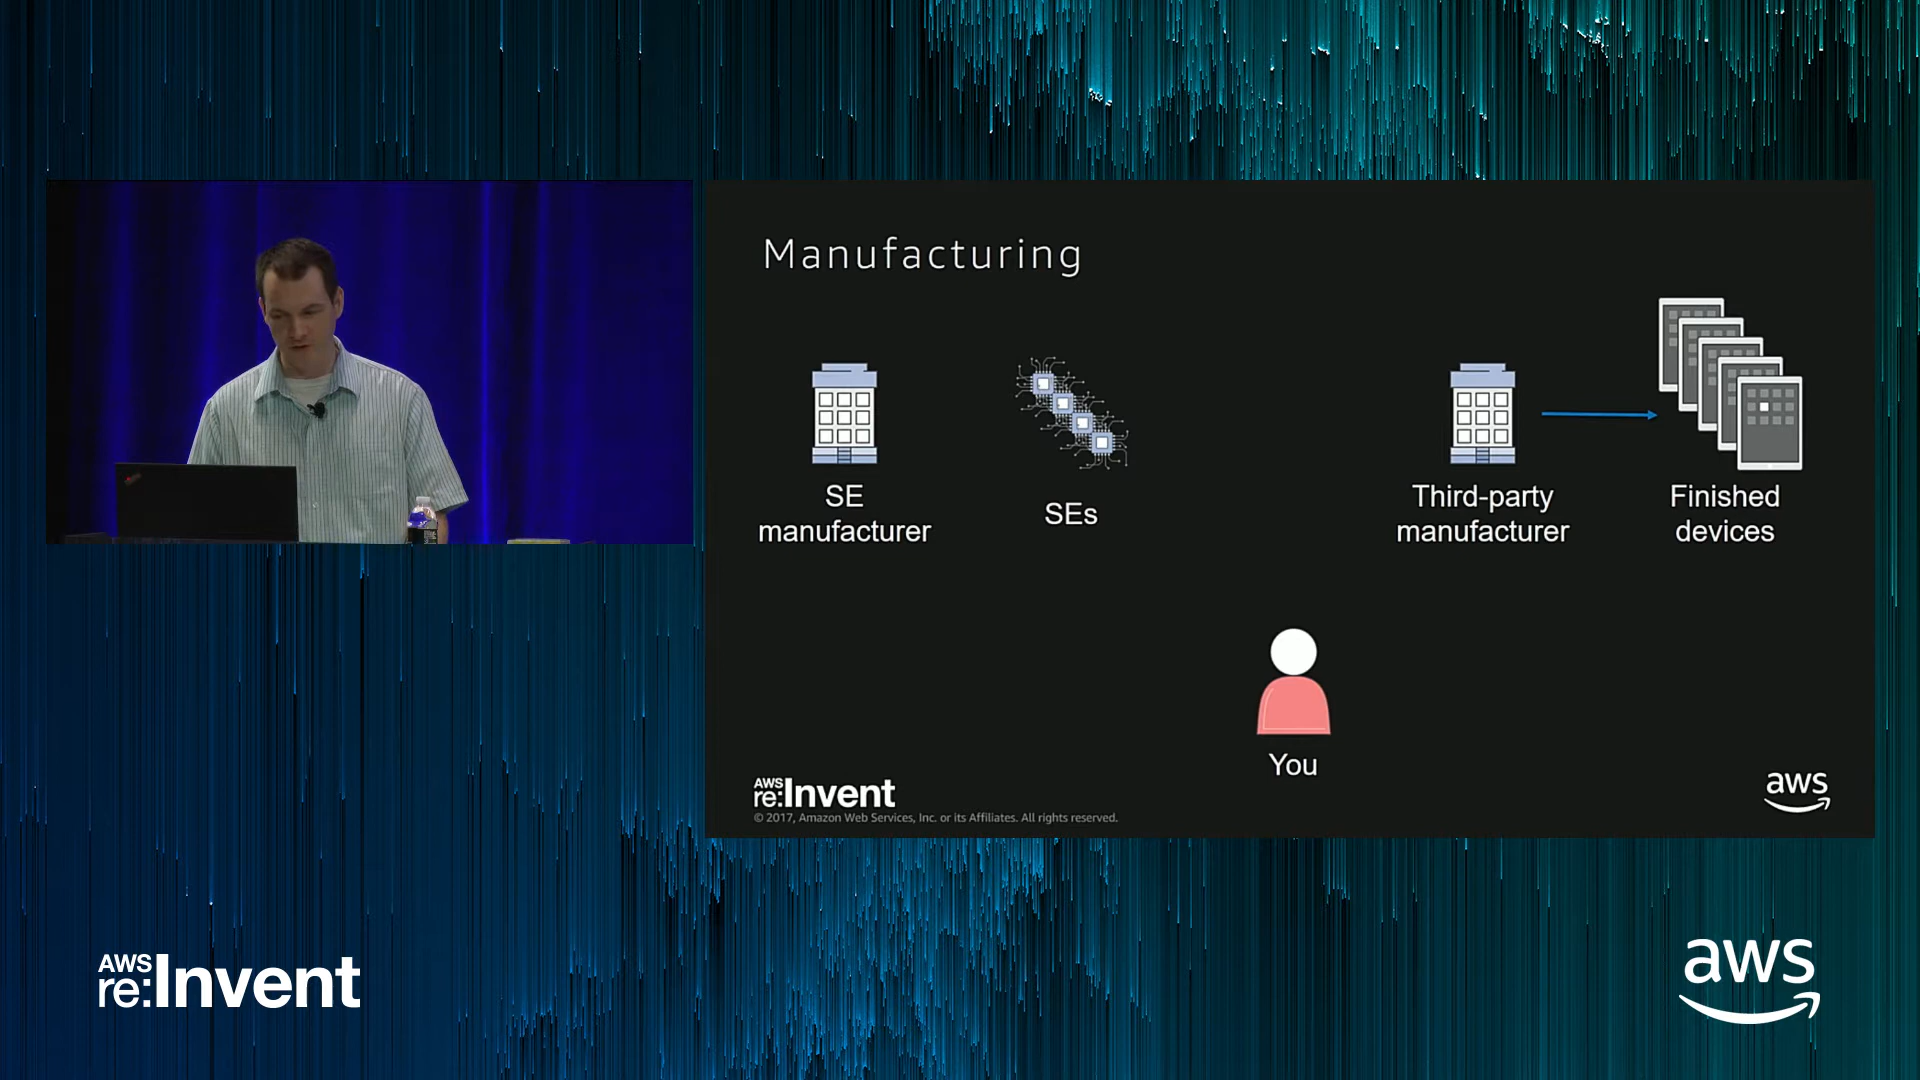 Manufacturing
SE
manufacturer
SEs
Third-party
manufacturer
Finished
devices
You
AWS
re:Invent
© 2017, Amazon Web Services, Inc. or its Affiliates. All rights reserved.
aws
AWS
re:Invent
aws